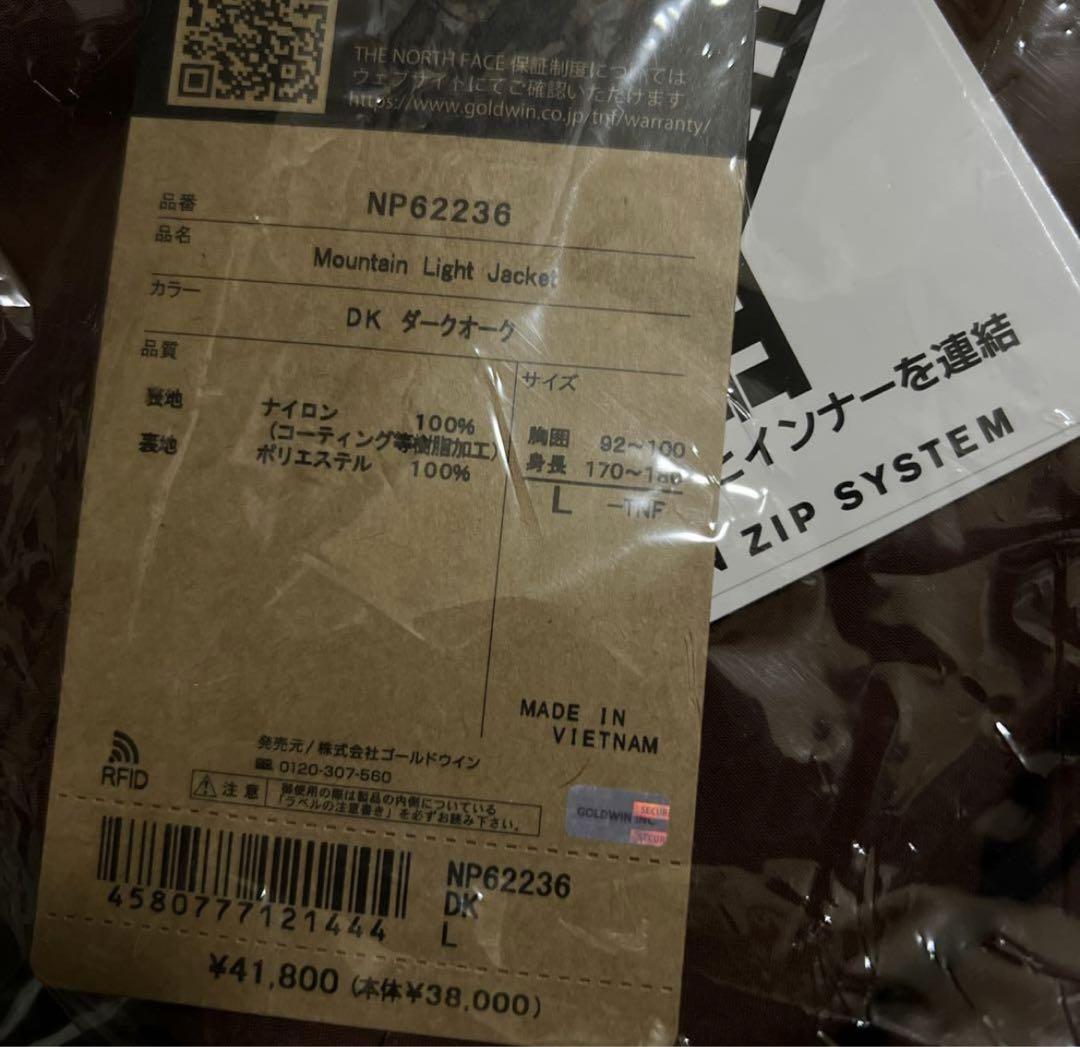 THE NORTH FACE 保証制度については
ウェブサイトにてご確認いただけます
https://www.goldwin.co.jp/tnf/warranty/
品番 NP62236
品名
Mountain Light Jacket
カラー
DK ダークオーク
品質
表地 ナイロン 100%
(コーティング等樹脂加工)
裏地 ポリエステル 100%
サイズ
胸囲 92~100
身長 170~180
L -TNF
MADE IN
VIETNAM
RFID
発売元/株式会社ゴールドウイン
0120-307-560
注意
御使用の際は製品の内側についている
「ラベルの注意書き」を必ずお読み下さい。
GOLDWIN INC
SECUR
SECUR
4580777121444
NP62236
DK
L
¥41,800 (本体¥38,000)
とインナーを連結
ZIP SYSTEM